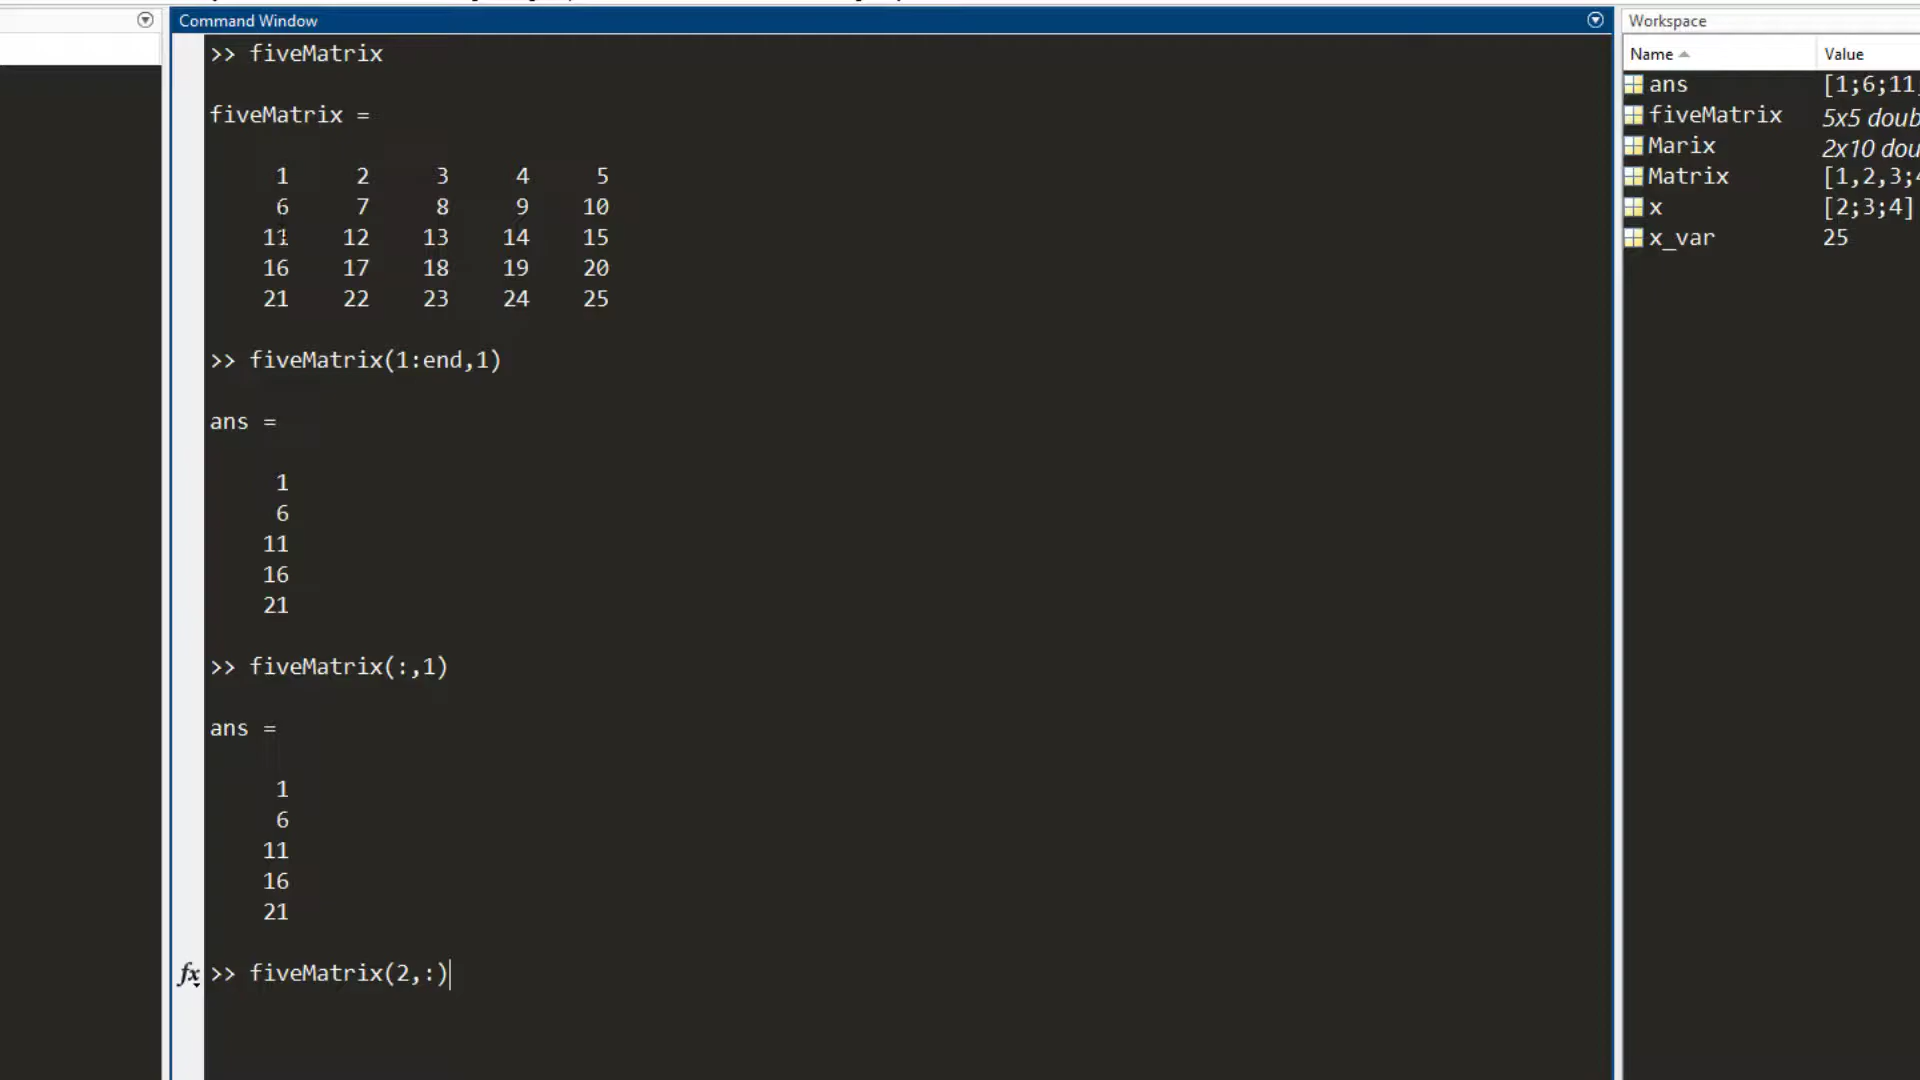 Command Window
>> fiveMatrix
fiveMatrix =
1 2 3 4 5
6 7 8 9 10
11 12 13 14 15
16 17 18 19 20
21 22 23 24 25
>> fiveMatrix(1:end,1)
ans =
1
6
11
16
21
>> fiveMatrix(:,1)
ans =
1
6
11
16
21
fx >> fiveMatrix(2,:)
Workspace
Name Value
ans [1;6;11
fiveMatrix 5x5 doub
Marix 2x10 dou
Matrix [1,2,3;4
x [2;3;4]
x_var 25